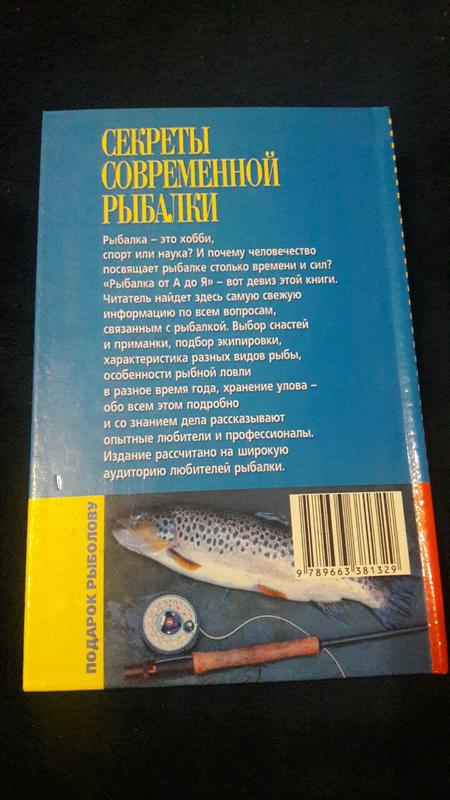 СЕКРЕТЫ
СОВРЕМЕННОЙ
РЫБАЛКИ
Рыбалка – это хобби,
спорт или наука? И почему человечество
посвящает рыбалке столько времени и сил?
«Рыбалка от А до Я» – вот девиз этой книги.
Читатель найдет здесь самую свежую
информацию по всем вопросам,
связанным с рыбалкой. Выбор снастей
и приманки, подбор экипировки,
характеристика разных видов рыбы,
особенности рыбной ловли
в разное время года, хранение улова –
обо всем этом подробно
и со знанием дела рассказывают
опытные любители и профессионалы.
Издание рассчитано на широкую
аудиторию любителей рыбалки.
ПОДАРОК РЫБОЛОВУ
9 789663 381329